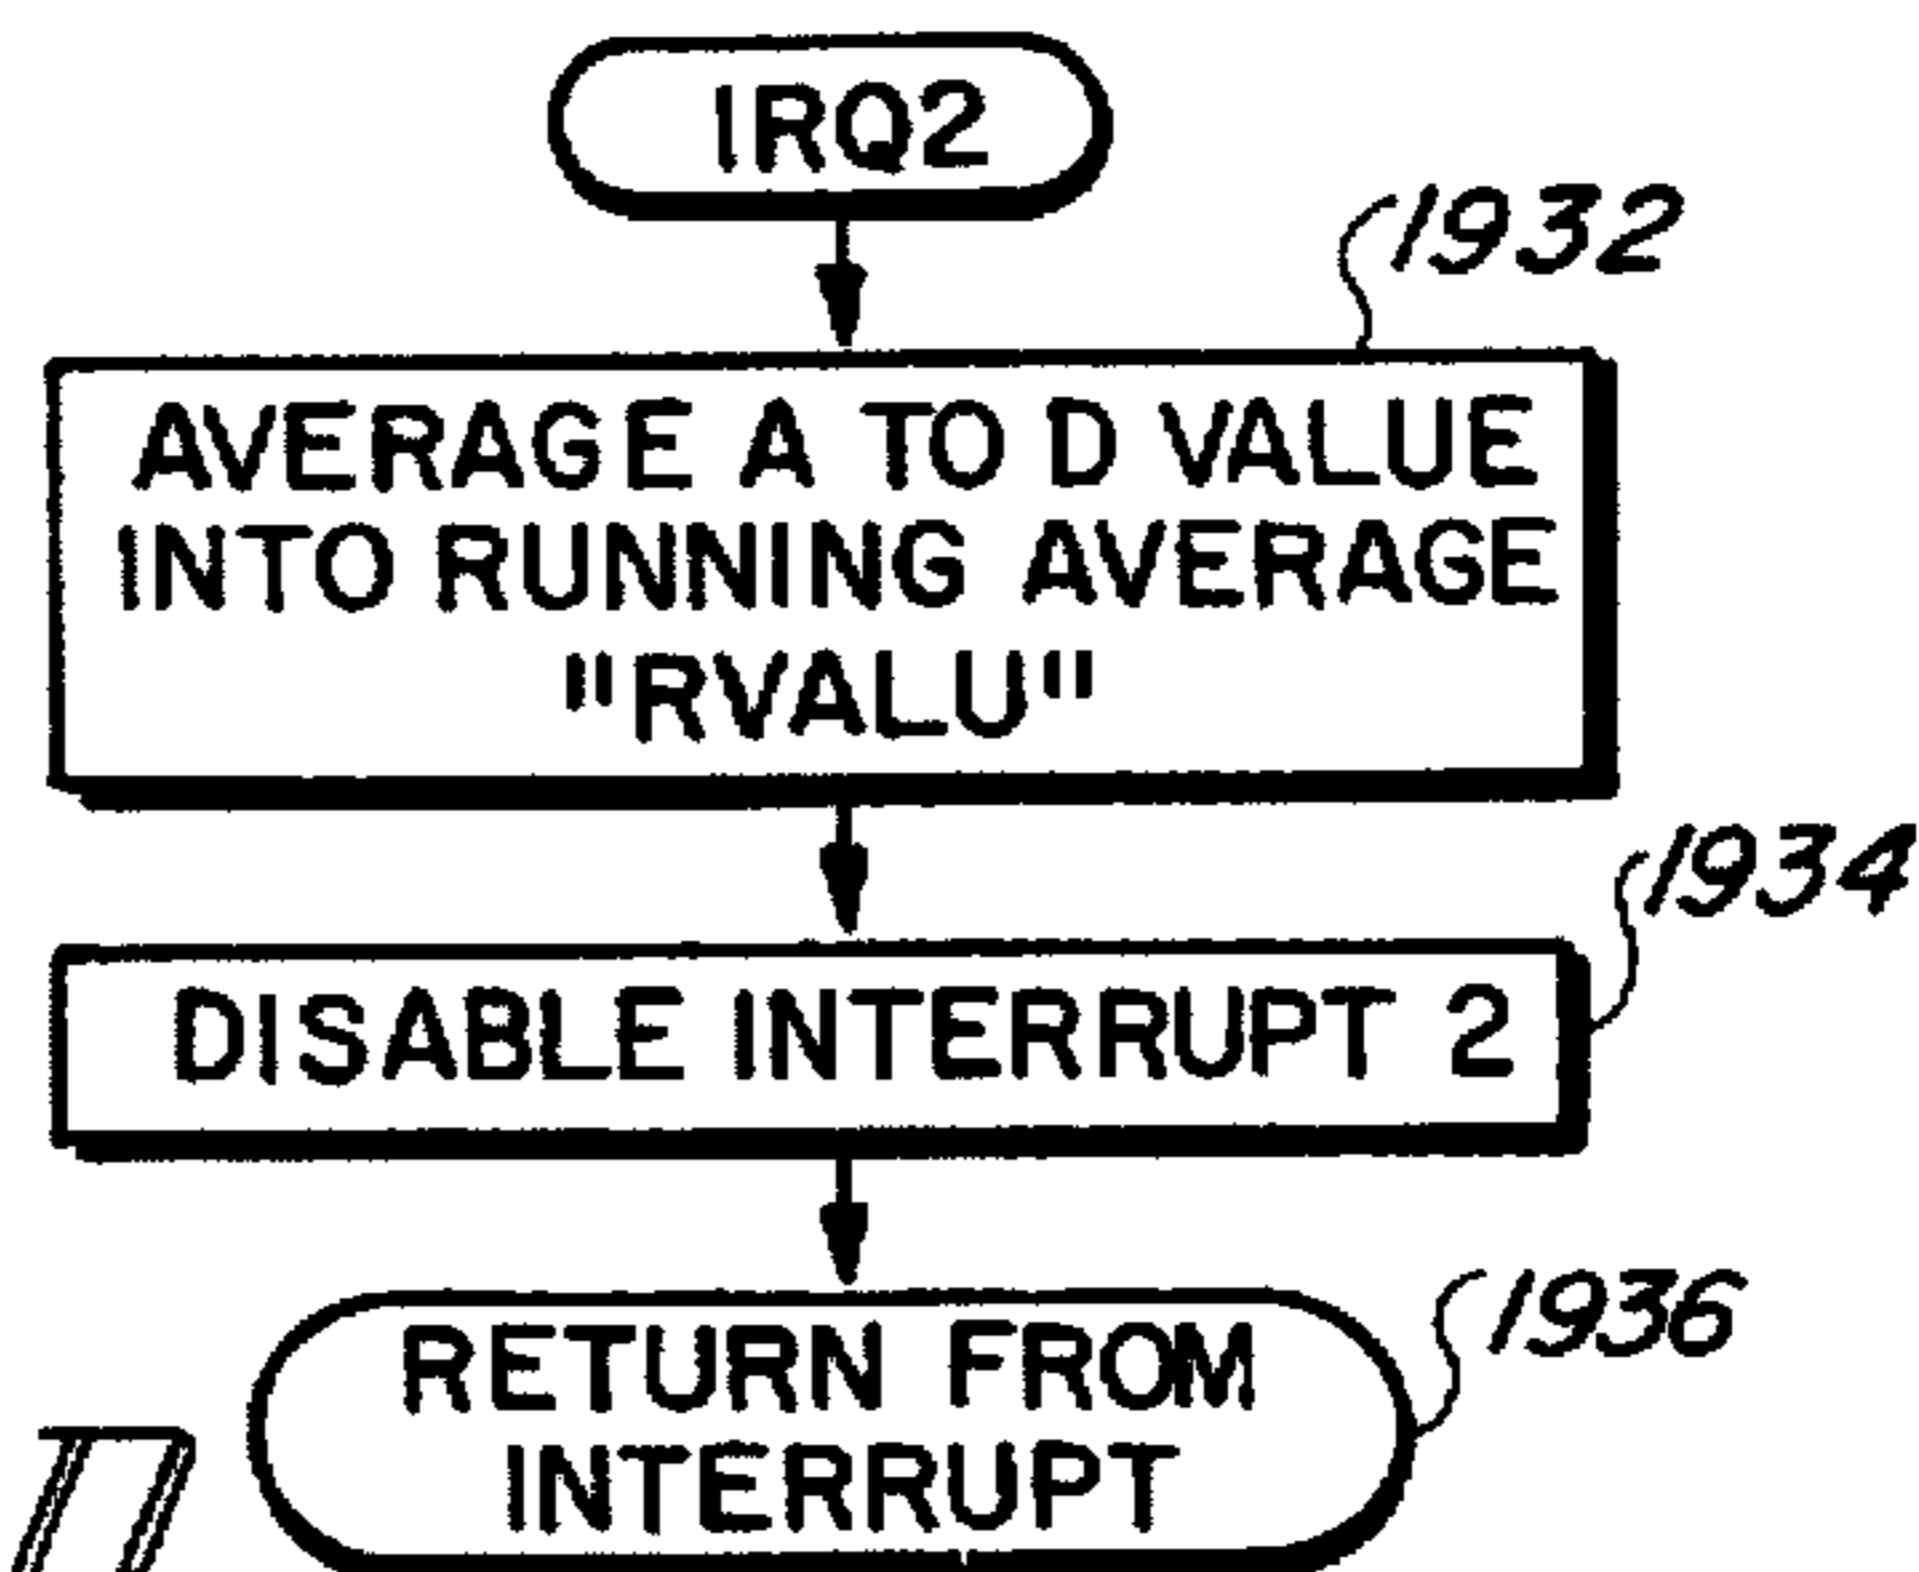 IRQ2
1932
AVERAGE A TO D VALUE
INTO RUNNING AVERAGE
"RVALU"
1934
DISABLE INTERRUPT 2
1936
RETURN FROM
INTERRUPT